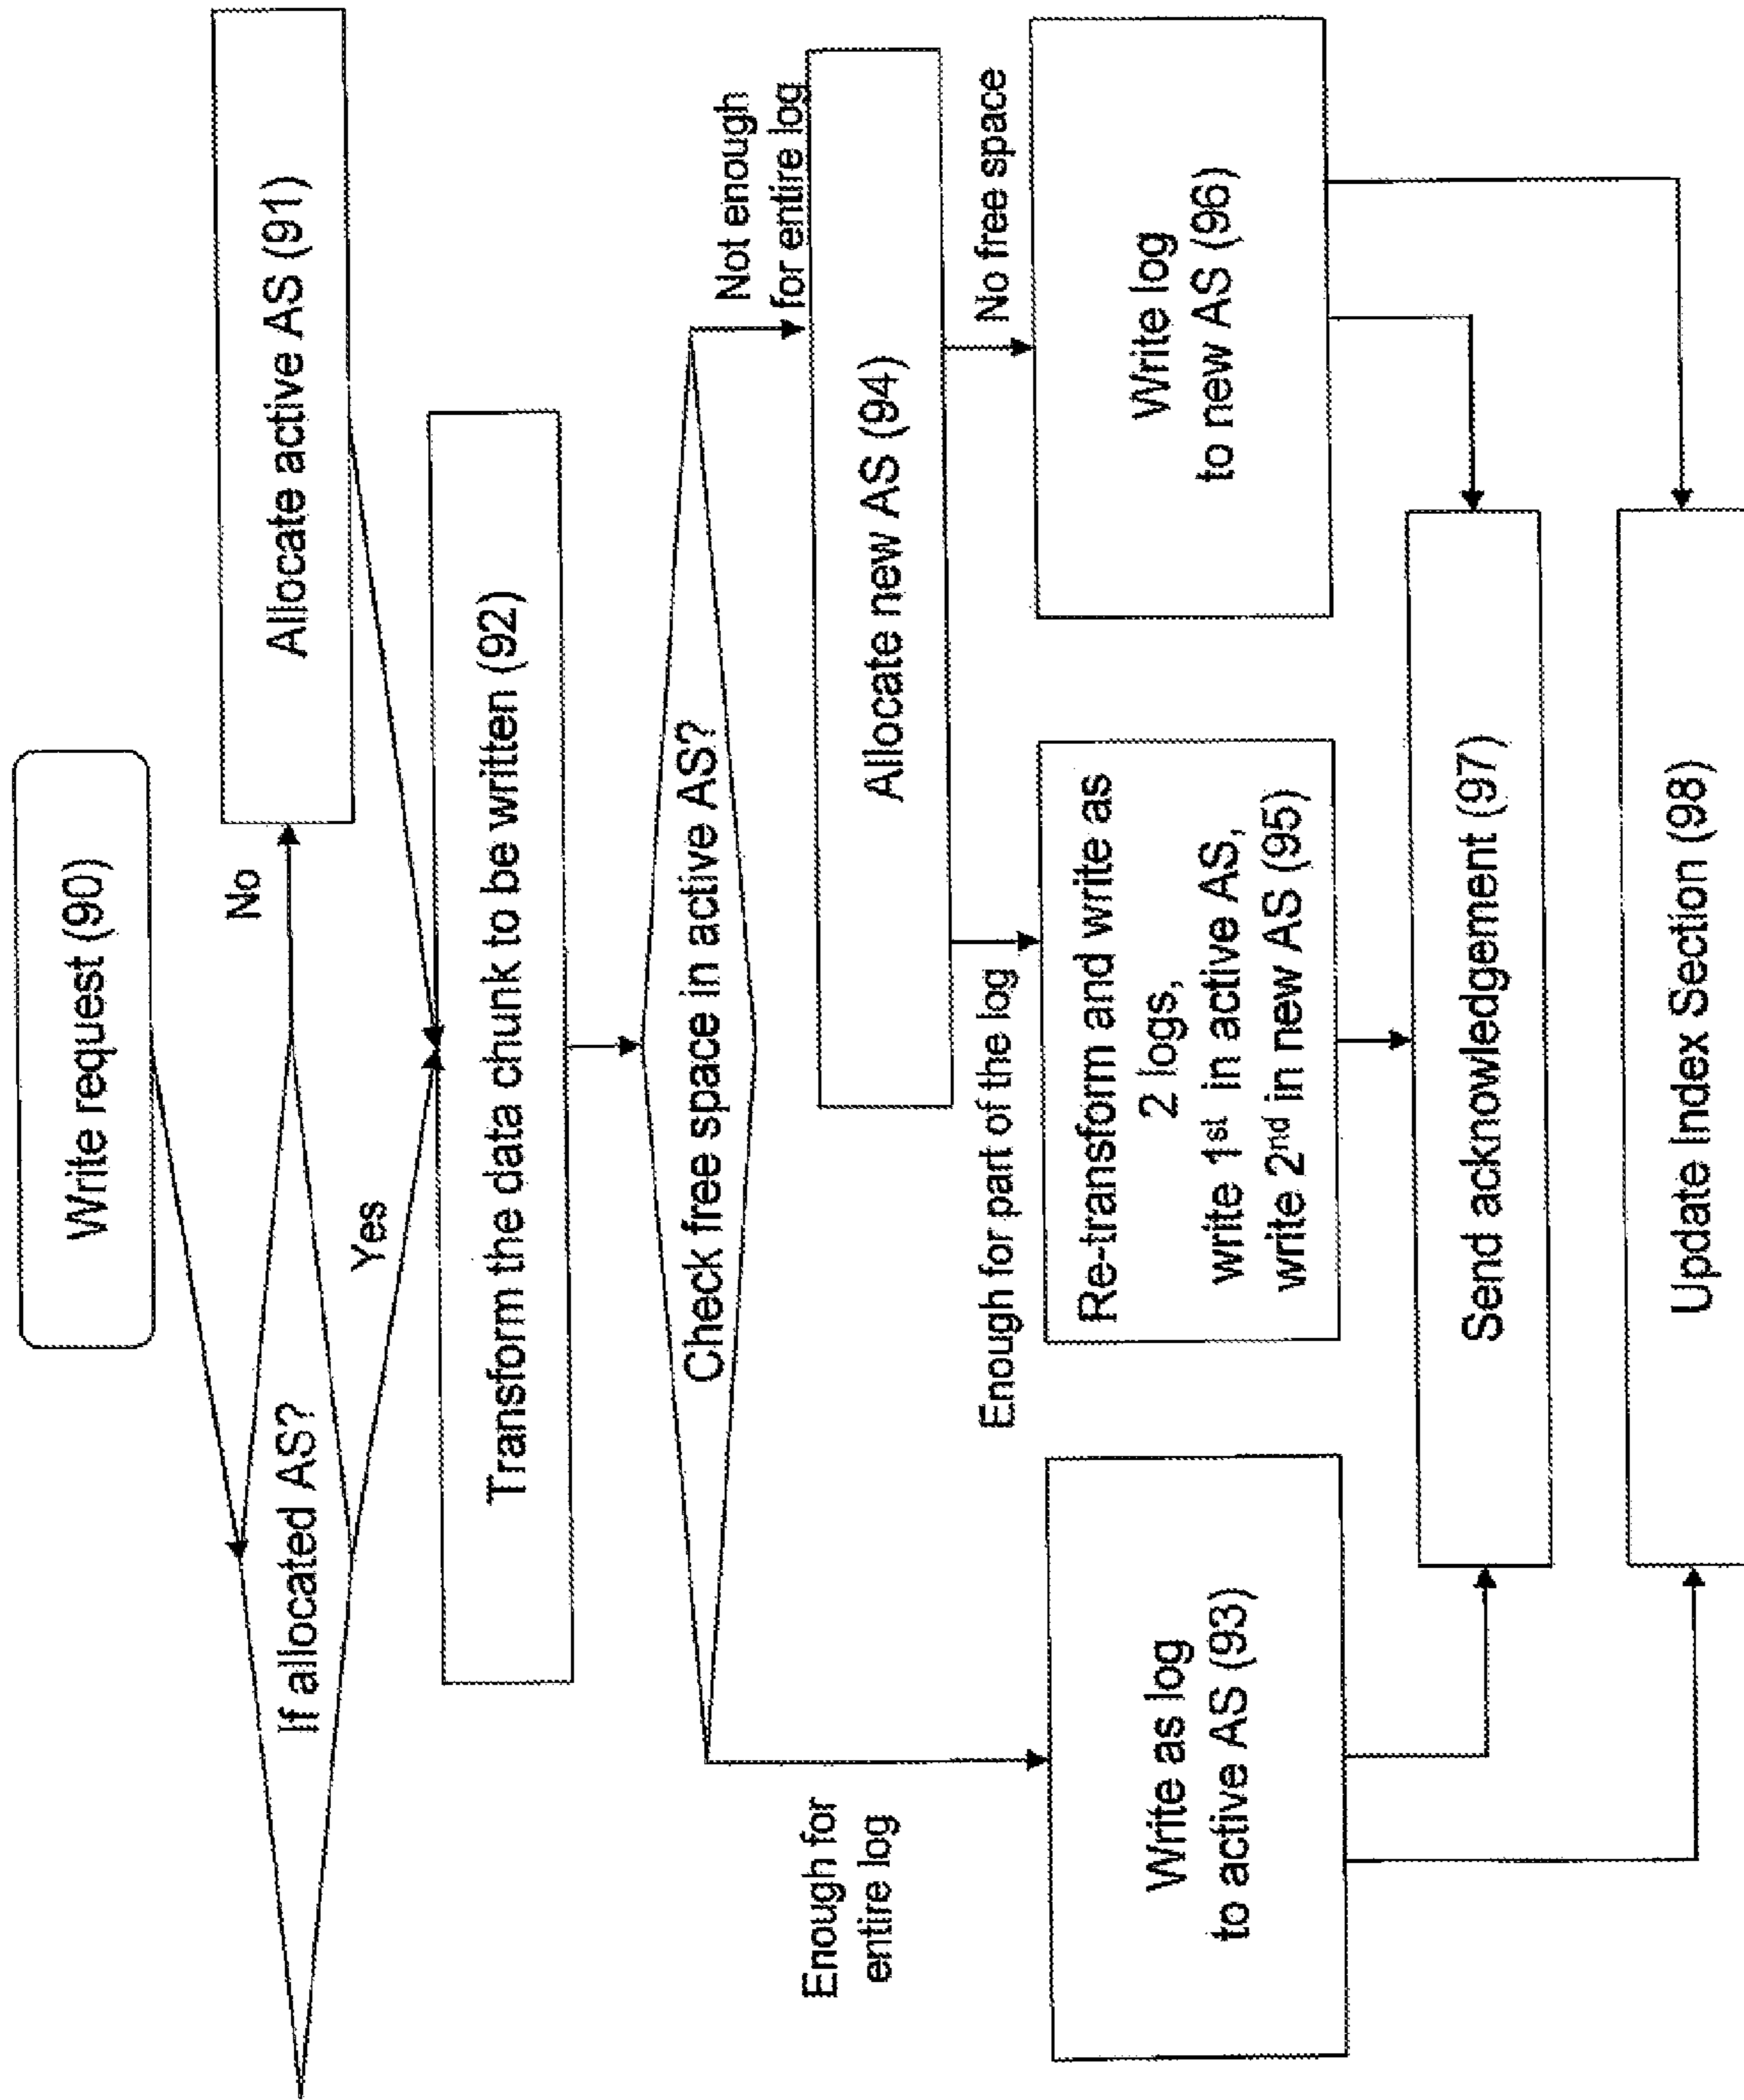 Write request (90)
If allocated AS?
No
Allocate active AS (91)
Yes
Transform the data chunk to be written (92)
Check free space in active AS?
Enough for
entire log
Not enough
for entire log
Allocate new AS (94)
Enough for part of the log
No free space
Write as log
to active AS (93)
Re-transform and write as
2 logs,
write 1st in active AS,
write 2nd in new AS (95)
Write log
to new AS (96)
Send acknowledgement (97)
Update Index Section (98)